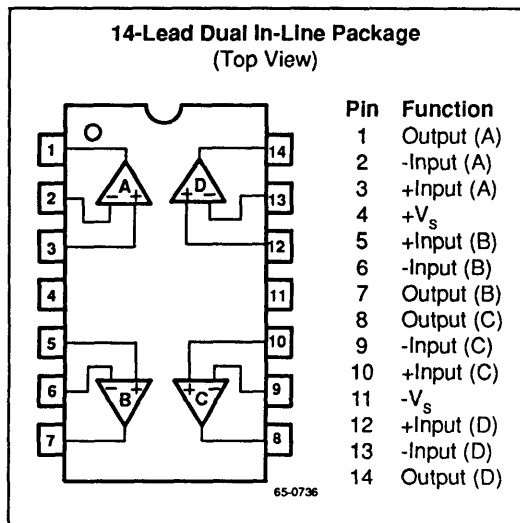 14-Lead Dual In-Line Package
(Top View)
Pin Function
1 Output (A)
2 -Input (A)
3 +Input (A)
4 +Vs
5 +Input (B)
6 -Input (B)
7 Output (B)
8 Output (C)
9 -Input (C)
10 +Input (C)
11 -Vs
12 +Input (D)
13 -Input (D)
14 Output (D)
1
2
3
4
5
6
7
14
13
12
11
10
9
8
A
- +
D
+ -
B
- +
C
+ -
65-0736